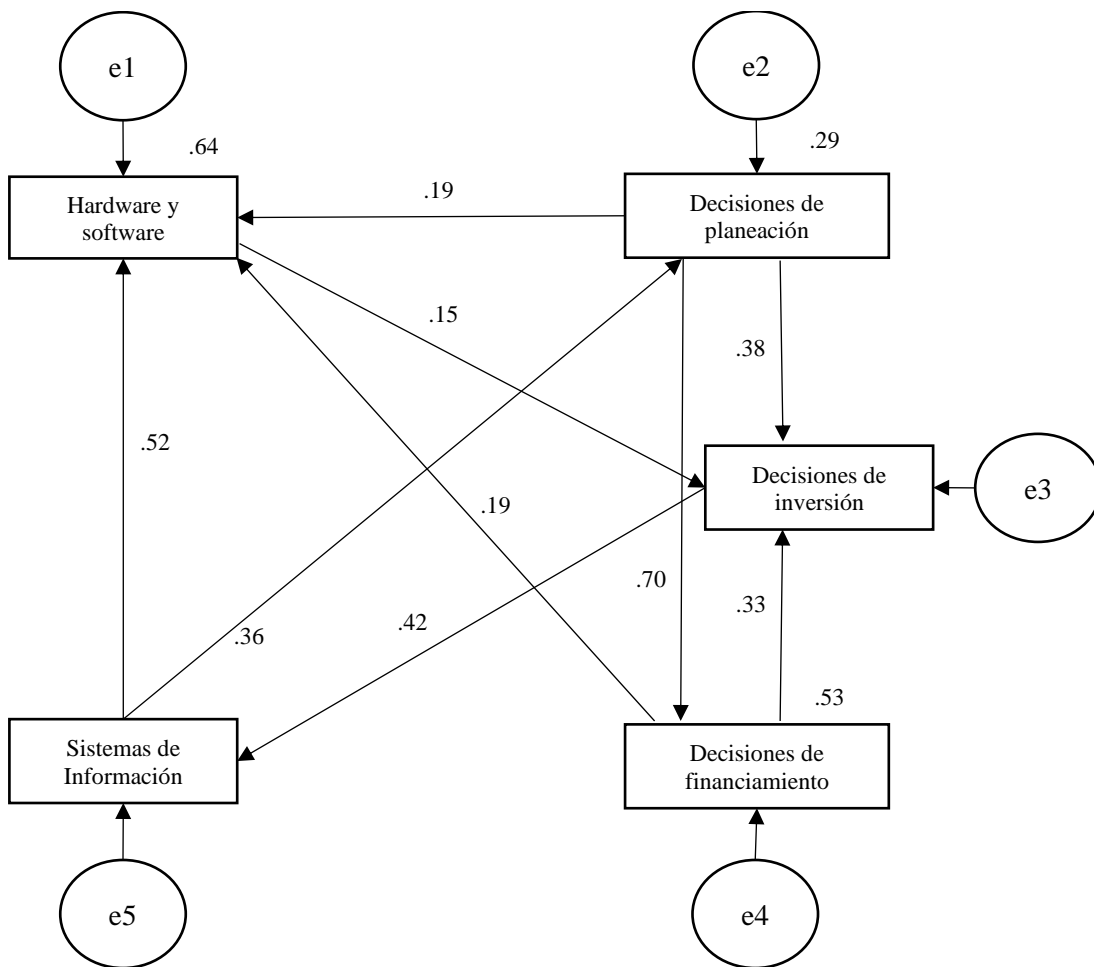 e1
e2
.64
.29
Hardware y
software
.19
Decisiones de
planeación
.15
.38
.52
Decisiones de
inversión
e3
.19
.70
.33
.36
.42
.53
Sistemas de
Información
Decisiones de
financiamiento
e5
e4